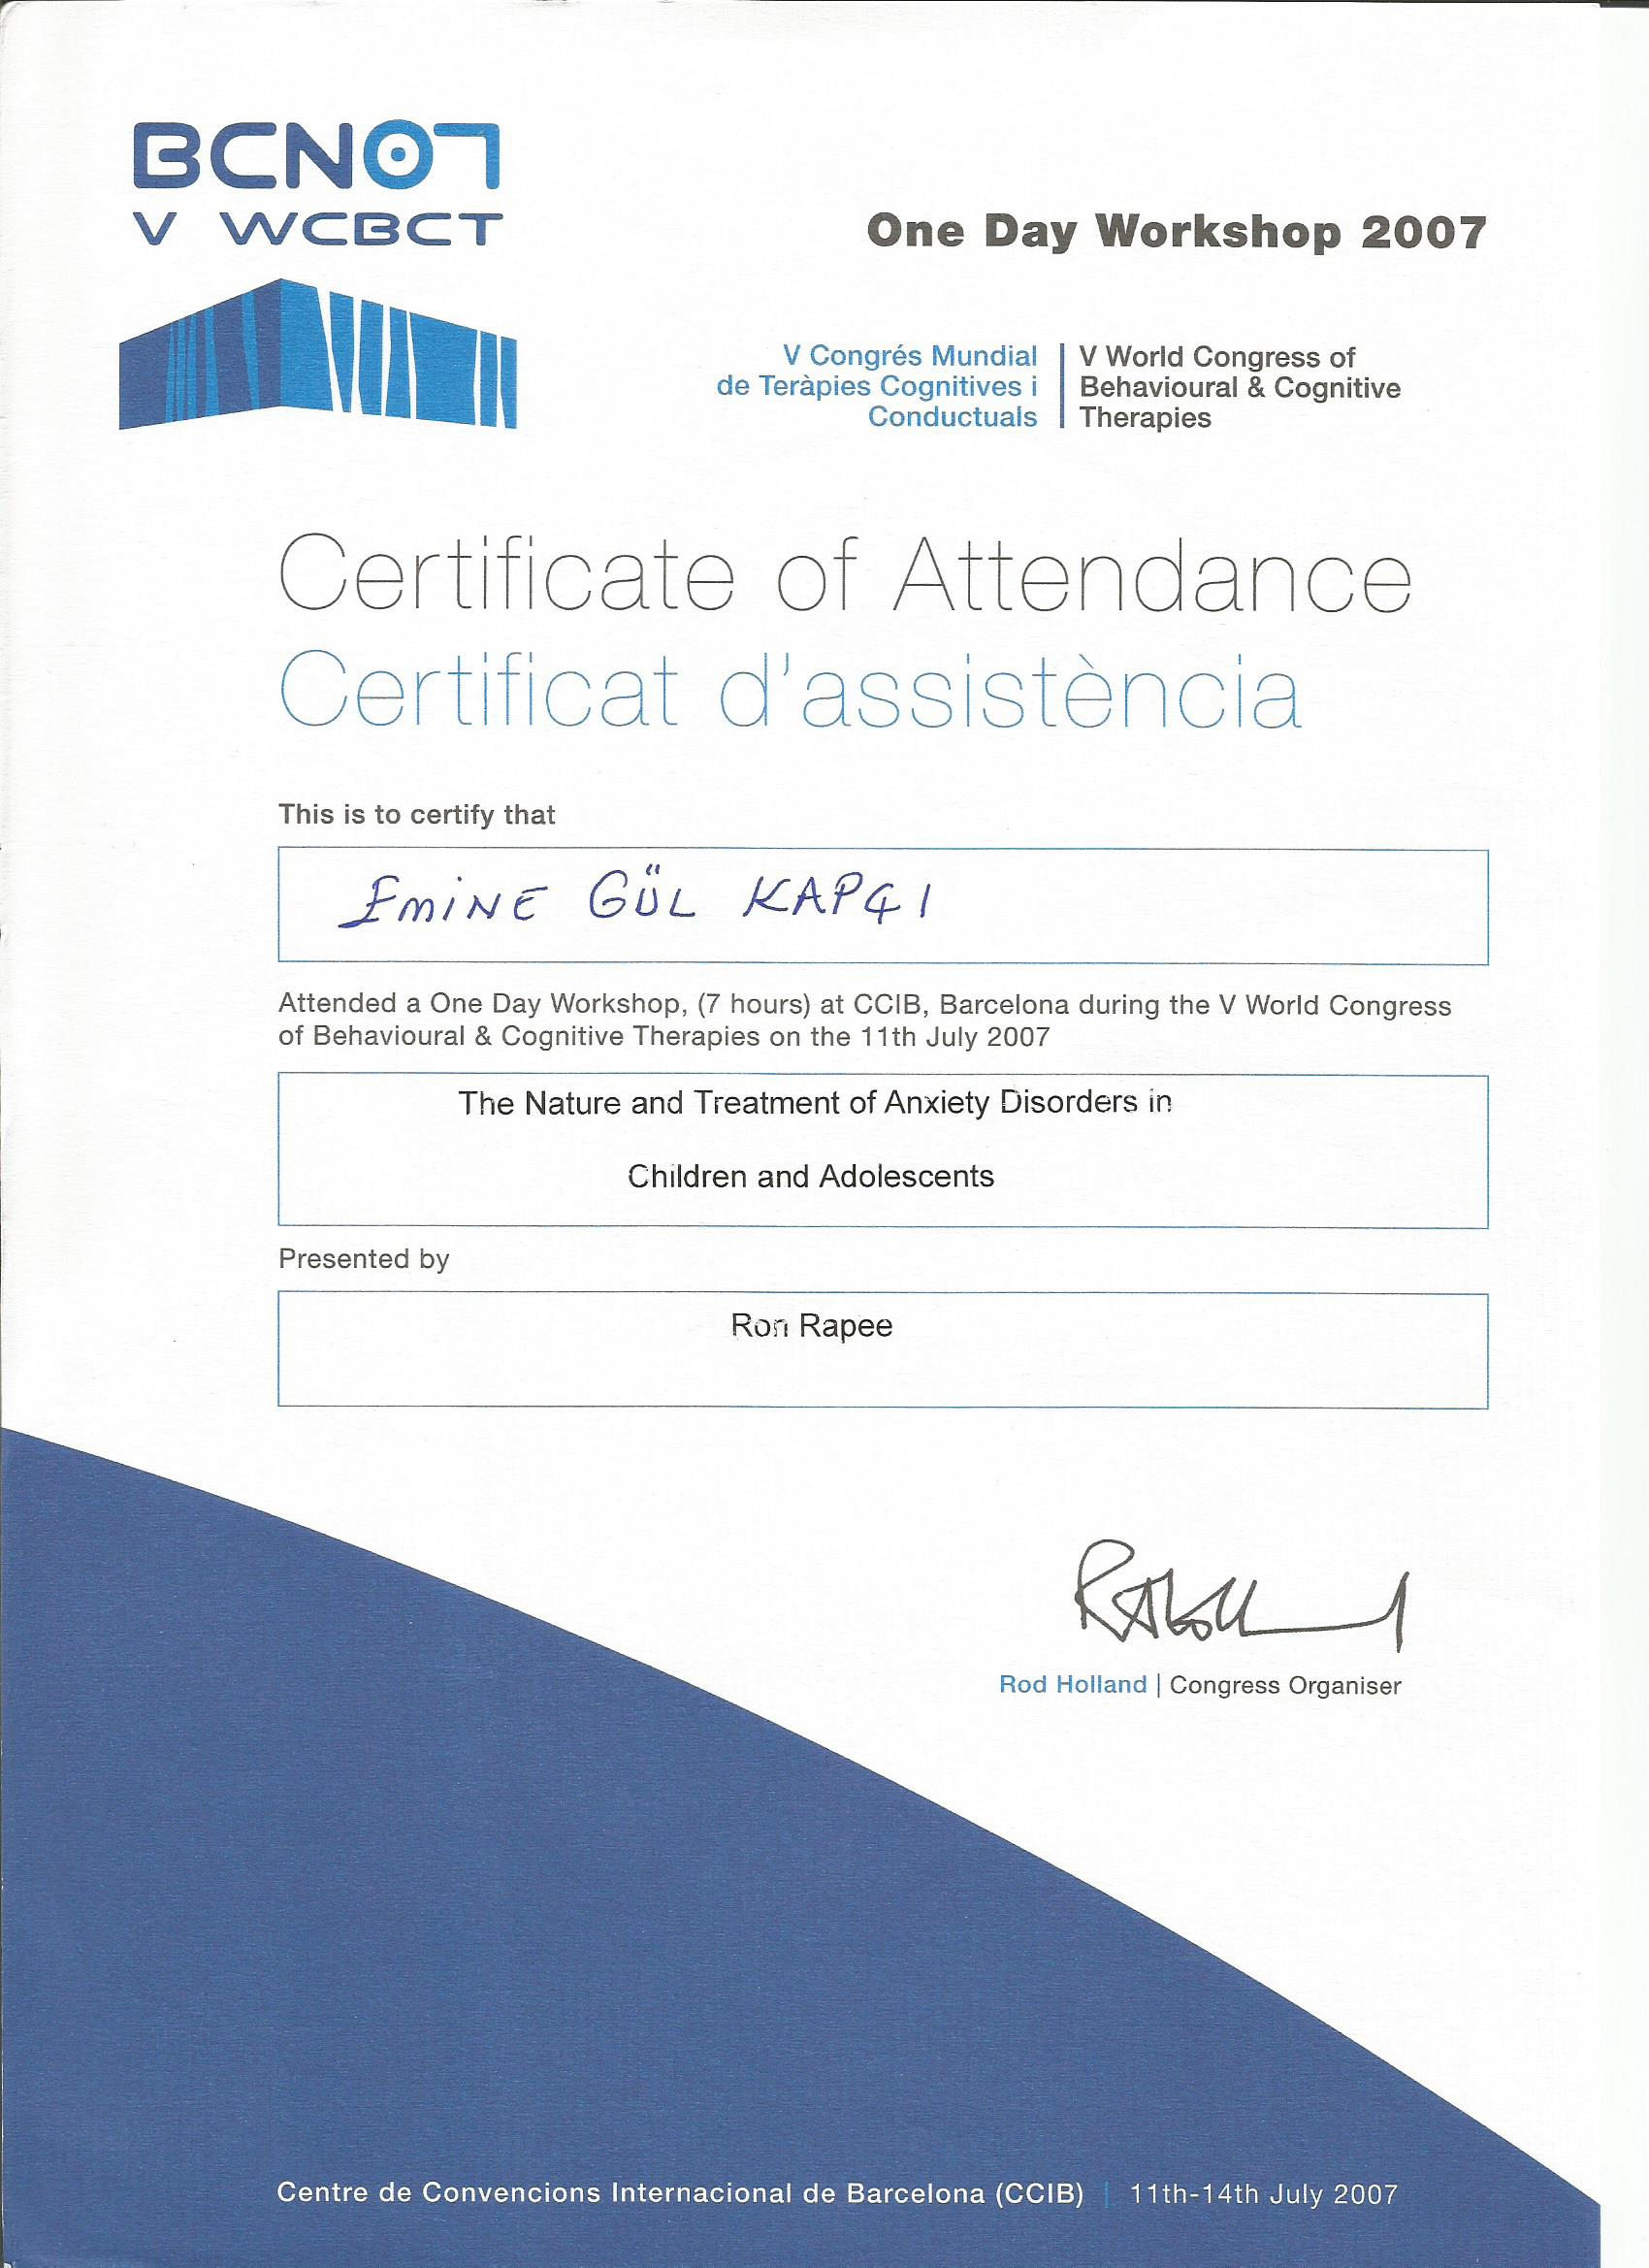 BCN07
V WCBCT
One Day Workshop 2007
V Congrés Mundial
de Teràpies Cognitives i
Conductuals
V World Congress of
Behavioural & Cognitive
Therapies
Certificate of Attendance
Certificat d'assistència
This is to certify that
EMİNE GÜL KAPÇI
Attended a One Day Workshop, (7 hours) at CCIB, Barcelona during the V World Congress
of Behavioural & Cognitive Therapies on the 11th July 2007
The Nature and Treatment of Anxiety Disorders in
Children and Adolescents
Presented by
Ron Rapee
Rod Holland | Congress Organiser
Centre de Convencions Internacional de Barcelona (CCIB) | 11th-14th July 2007